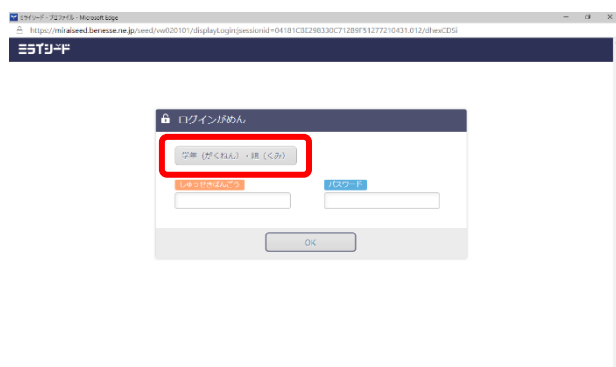 ミライシード - プロファイル - Microsoft Edge
https://miraiseed.benesse.ne.jp/seed/vw020101/displayLogin;jsessionid=04181C8E298330C71289F51277210431.012/dhexCDSi
ミライシード
ログインがめん
学年（がくねん）・組（くみ）
しゅっせきばんごう パスワード
OK